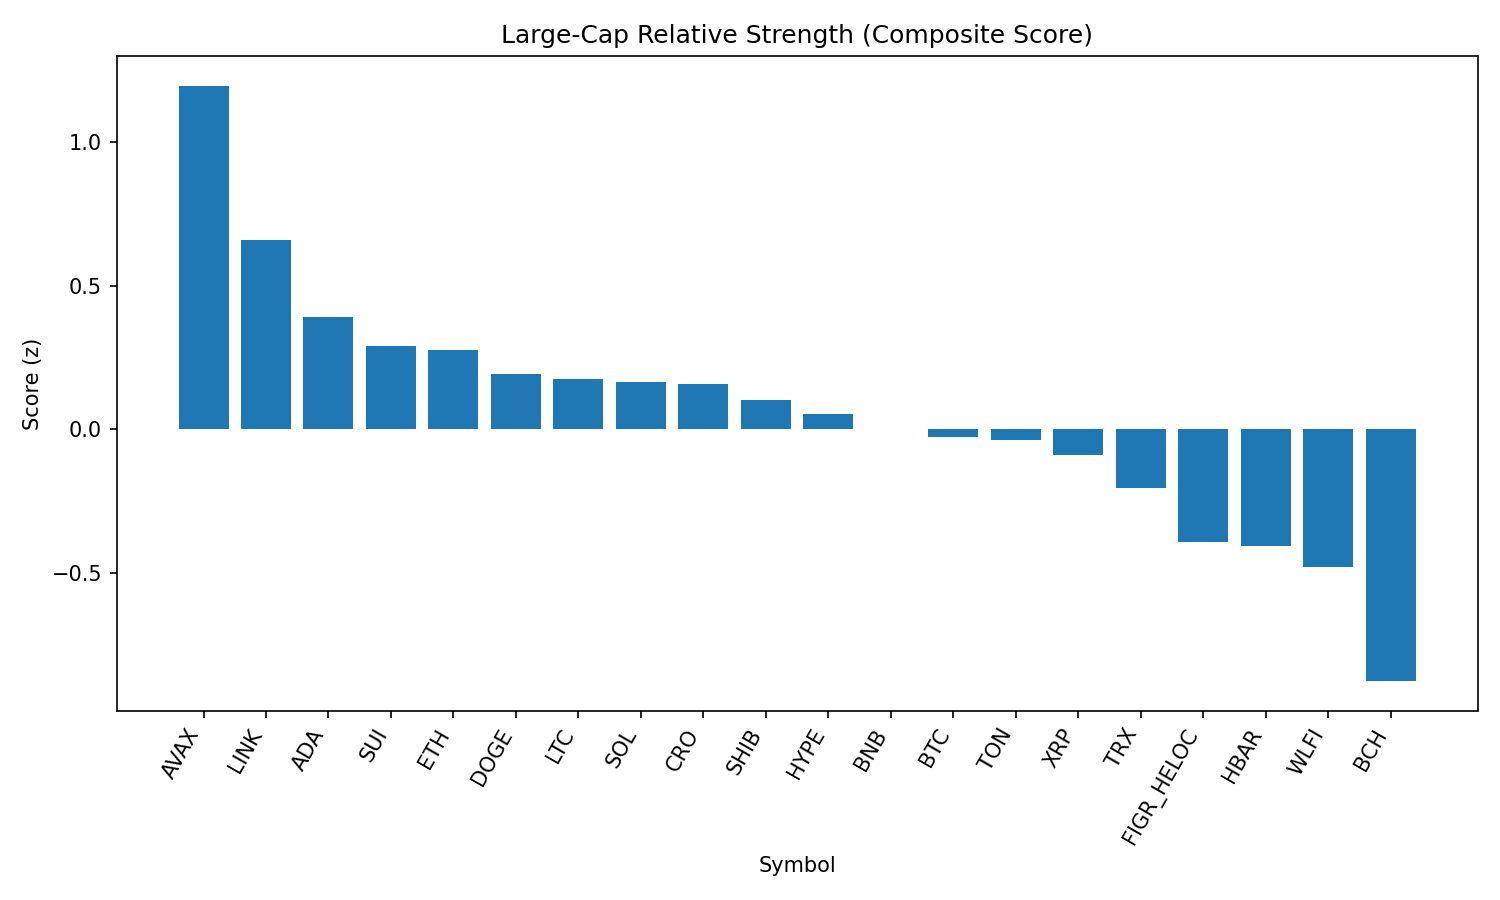 Large-Cap Relative Strength (Composite Score)
Score (z)
1.0
0.5
0.0
−0.5
AVAX
LINK
ADA
SUI
ETH
DOGE
LTC
SOL
CRO
SHIB
HYPE
BNB
BTC
TON
XRP
TRX
FIGR_HELOC
HBAR
WLFI
BCH
Symbol